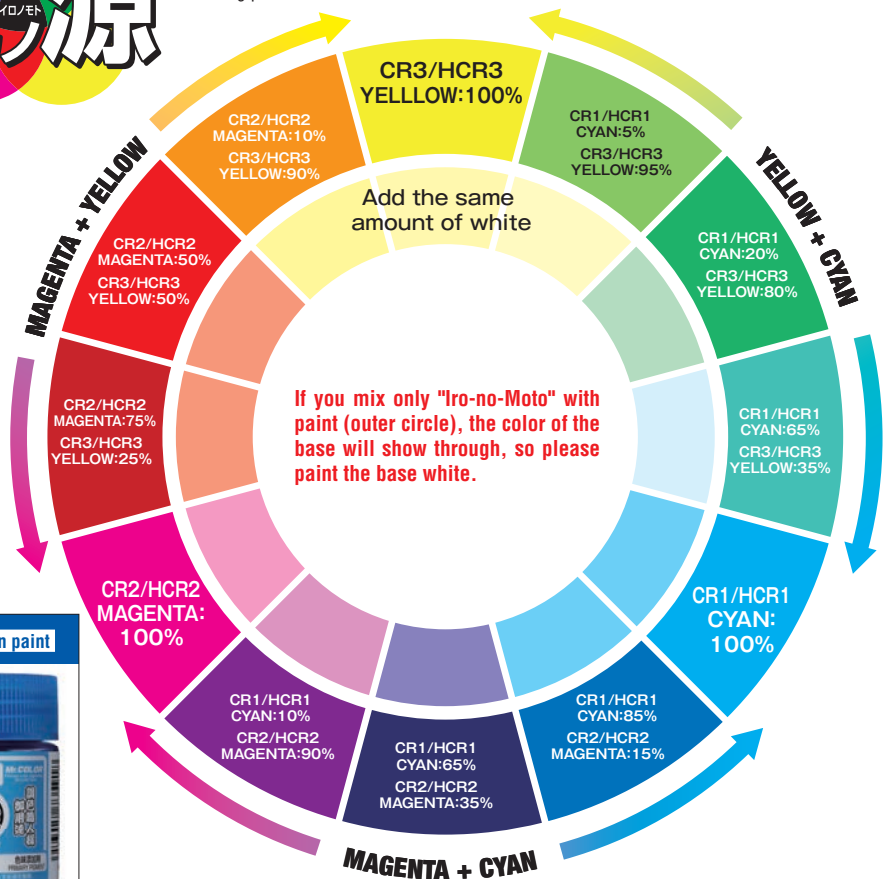 イロノモト
ノ源
CR3/HCR3
YELLLOW:100%
CR1/HCR1
CYAN:5%
CR3/HCR3
YELLOW:95%
YELLOW + CYAN
CR1/HCR1
CYAN:20%
CR3/HCR3
YELLOW:80%
CR1/HCR1
CYAN:65%
CR3/HCR3
YELLOW:35%
CR1/HCR1
CYAN:
100%
CR1/HCR1
CYAN:85%
CR2/HCR2
MAGENTA:15%
MAGENTA + CYAN
CR1/HCR1
CYAN:65%
CR2/HCR2
MAGENTA:35%
CR1/HCR1
CYAN:10%
CR2/HCR2
MAGENTA:90%
CR2/HCR2
MAGENTA:
100%
CR2/HCR2
MAGENTA:75%
CR3/HCR3
YELLOW:25%
MAGENTA + YELLOW
CR2/HCR2
MAGENTA:50%
CR3/HCR3
YELLOW:50%
CR2/HCR2
MAGENTA:10%
CR3/HCR3
YELLOW:90%
Add the same
amount of white
If you mix only "Iro-no-Moto" with
paint (outer circle), the color of the
base will show through, so please
paint the base white.
paint
Mr.COLOR